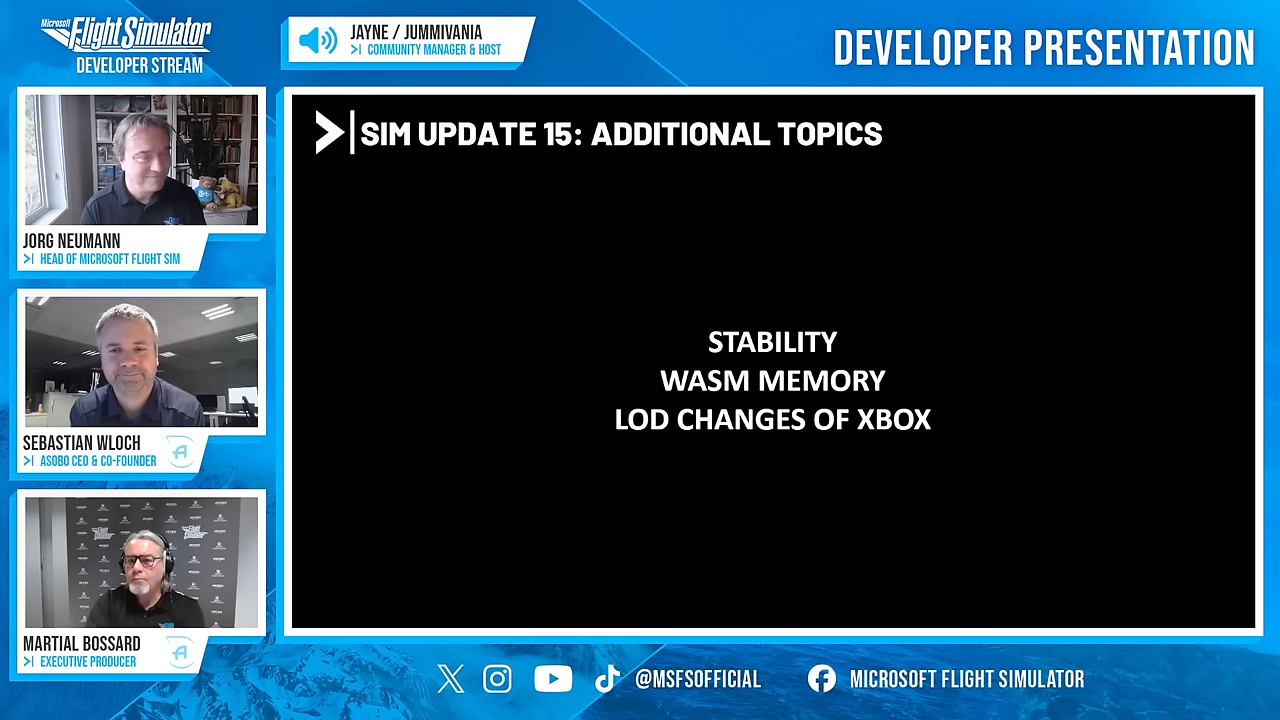 Microsoft
Flight Simulator
DEVELOPER STREAM
JAYNE / JUMMIVANIA
COMMUNITY MANAGER & HOST
DEVELOPER PRESENTATION
JORG NEUMANN
HEAD OF MICROSOFT FLIGHT SIM
SEBASTIAN WLOCH
ASOBO CEO & CO-FOUNDER
MARTIAL BOSSARD
EXECUTIVE PRODUCER
SIM UPDATE 15: ADDITIONAL TOPICS
STABILITY
WASM MEMORY
LOD CHANGES OF XBOX
@MSFSOFFICIAL
MICROSOFT FLIGHT SIMULATOR